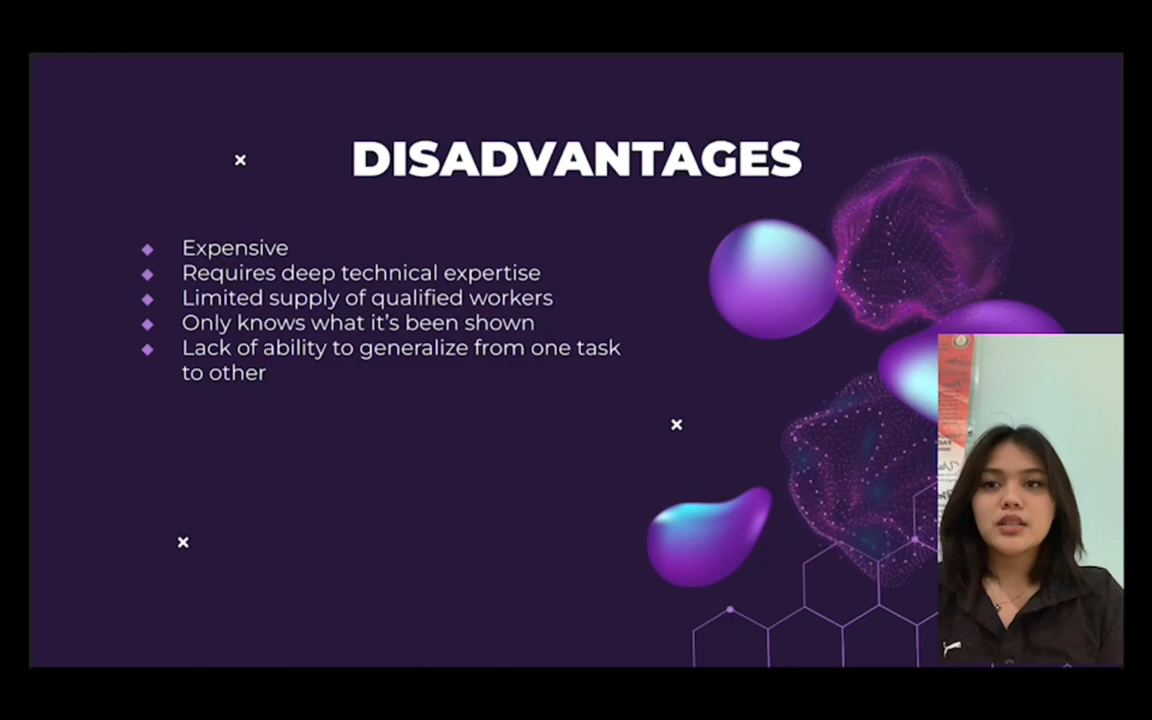 DISADVANTAGES
Expensive
Requires deep technical expertise
Limited supply of qualified workers
Only knows what it’s been shown
Lack of ability to generalize from one task
to other